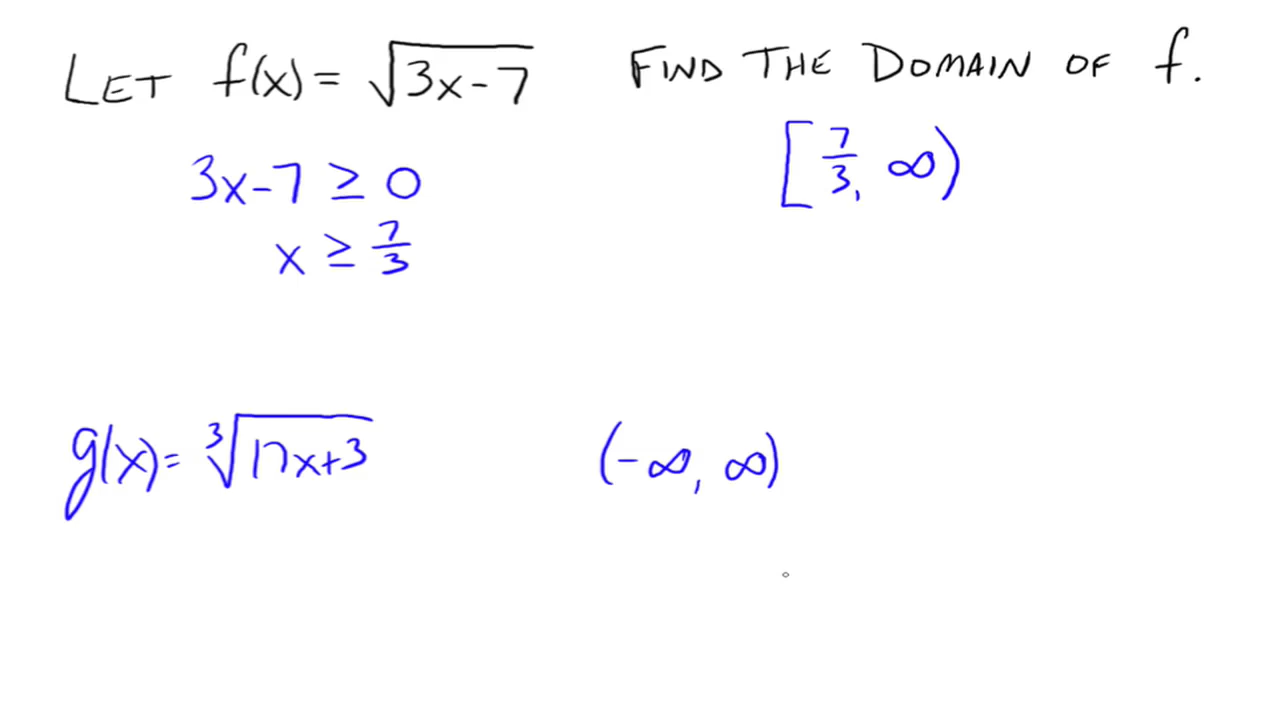 LET f(x) = √3x-7 FIND THE DOMAIN OF f.
3x-7 ≥ 0 [7/3, ∞)
x ≥ 7/3
g(x) = ∛17x+3 (-∞, ∞)